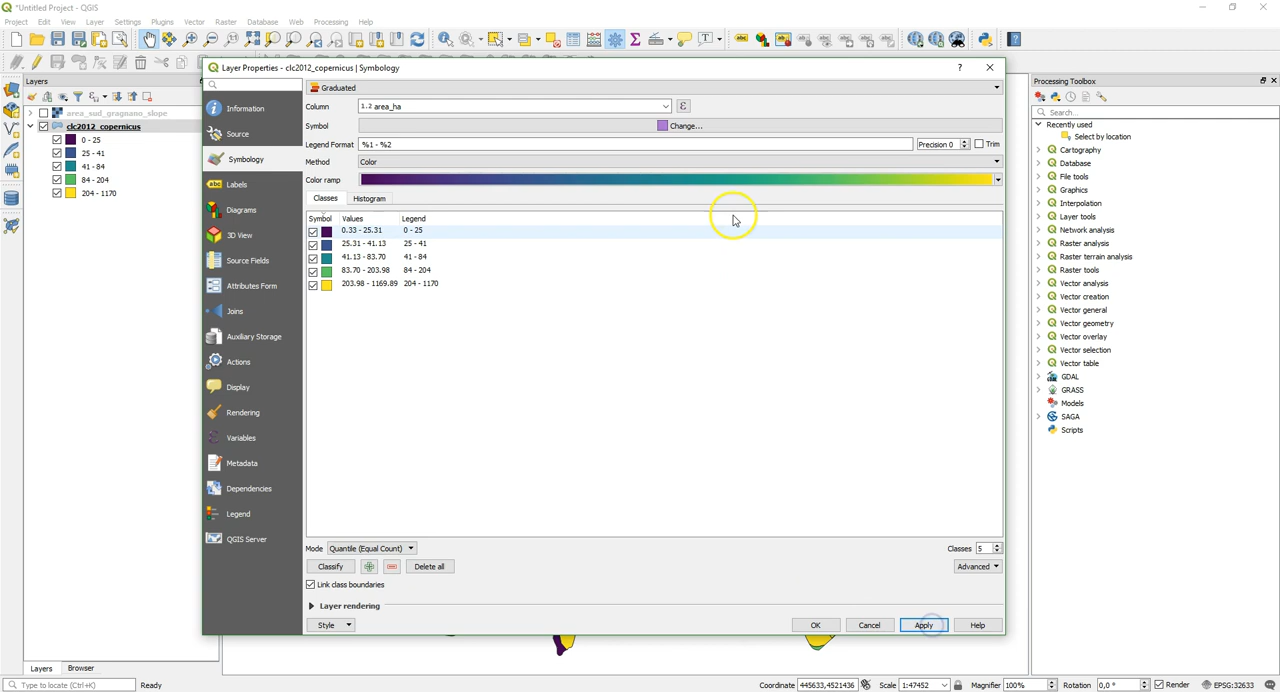 *Untitled Project - QGIS
Project Edit View Layer Settings Plugins Vector Raster Database Web Processing Help
Layers
area_sud_gragnano_slope
clc2012_copernicus
0 - 25
25 - 41
41 - 84
84 - 204
204 - 1170
Layers Browser
Layer Properties - clc2012_copernicus | Symbology
?
Information
Source
Symbology
Labels
Diagrams
3D View
Source Fields
Attributes Form
Joins
Auxiliary Storage
Actions
Display
Rendering
Variables
Metadata
Dependencies
Legend
QGIS Server
Graduated
Column 1.2 area_ha ε
Symbol Change...
Legend Format %1 - %2 Precision 0 Trim
Method Color
Color ramp
Classes Histogram
Symbol Values Legend
0.33 - 25.31 0 - 25
25.31 - 41.13 25 - 41
41.13 - 83.70 41 - 84
83.70 - 203.98 84 - 204
203.98 - 1169.89 204 - 1170
Mode Quantile (Equal Count) Classes 5
Classify Delete all Advanced
Link class boundaries
Layer rendering
Style OK Cancel Apply Help
Processing Toolbox
Search...
Recently used
Select by location
Cartography
Database
File tools
Graphics
Interpolation
Layer tools
Network analysis
Raster analysis
Raster terrain analysis
Raster tools
Vector analysis
Vector creation
Vector general
Vector geometry
Vector overlay
Vector selection
Vector table
GDAL
GRASS
Models
SAGA
Scripts
Type to locate (Ctrl+K) Ready Coordinate 445633,4521436 Scale 1:47452 Magnifier 100% Rotation 0,0 ° Render EPSG:32633